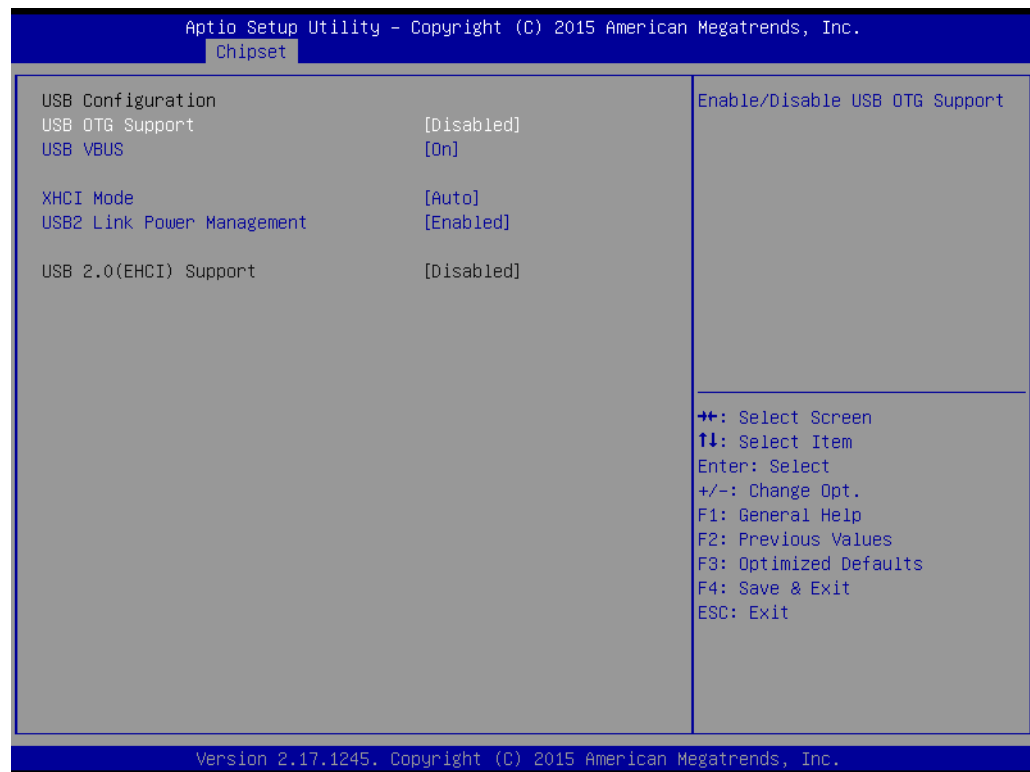 Aptio Setup Utility – Copyright (C) 2015 American Megatrends, Inc.
Chipset
USB Configuration
USB OTG Support [Disabled]
USB VBUS [On]
XHCI Mode [Auto]
USB2 Link Power Management [Enabled]
USB 2.0(EHCI) Support [Disabled]
Enable/Disable USB OTG Support
→←: Select Screen
↑↓: Select Item
Enter: Select
+/-: Change Opt.
F1: General Help
F2: Previous Values
F3: Optimized Defaults
F4: Save & Exit
ESC: Exit
Version 2.17.1245. Copyright (C) 2015 American Megatrends, Inc.